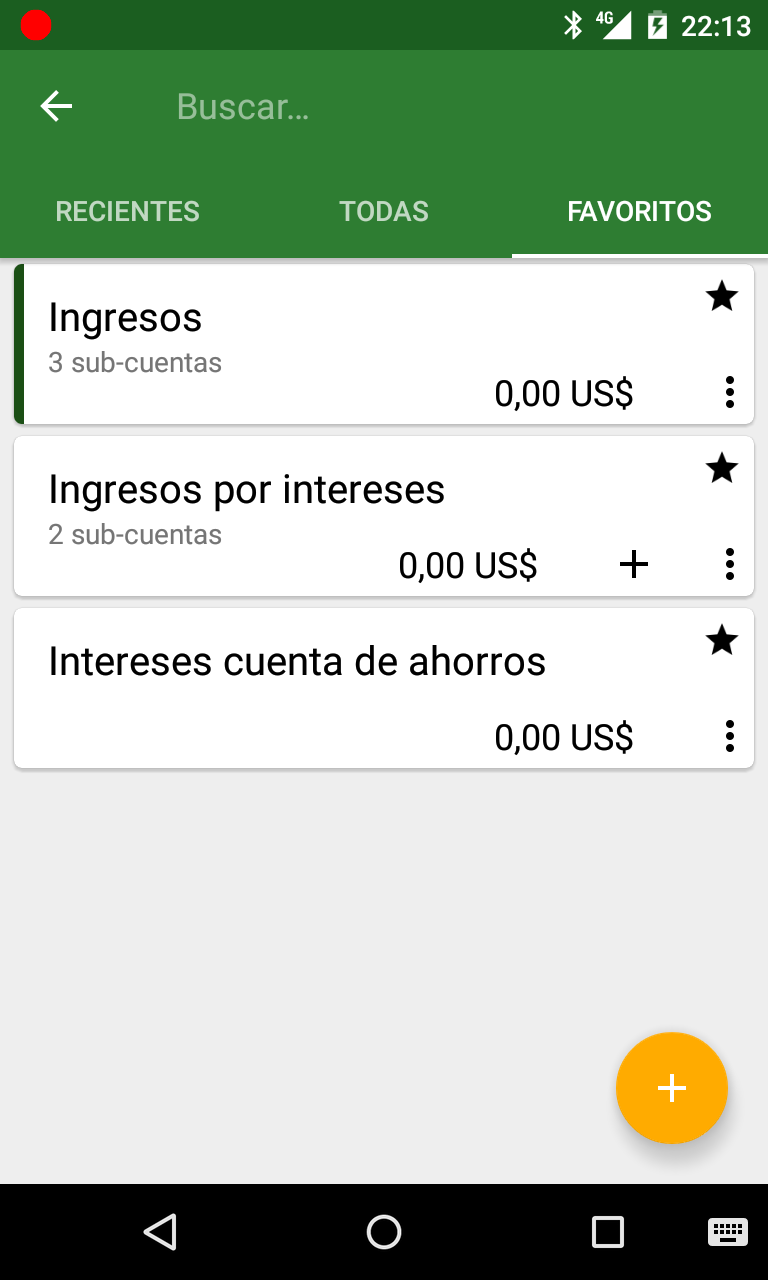 4G 22:13
Buscar…
RECIENTES TODAS FAVORITOS
Ingresos
3 sub-cuentas
0,00 US$
Ingresos por intereses
2 sub-cuentas
0,00 US$
Intereses cuenta de ahorros
0,00 US$